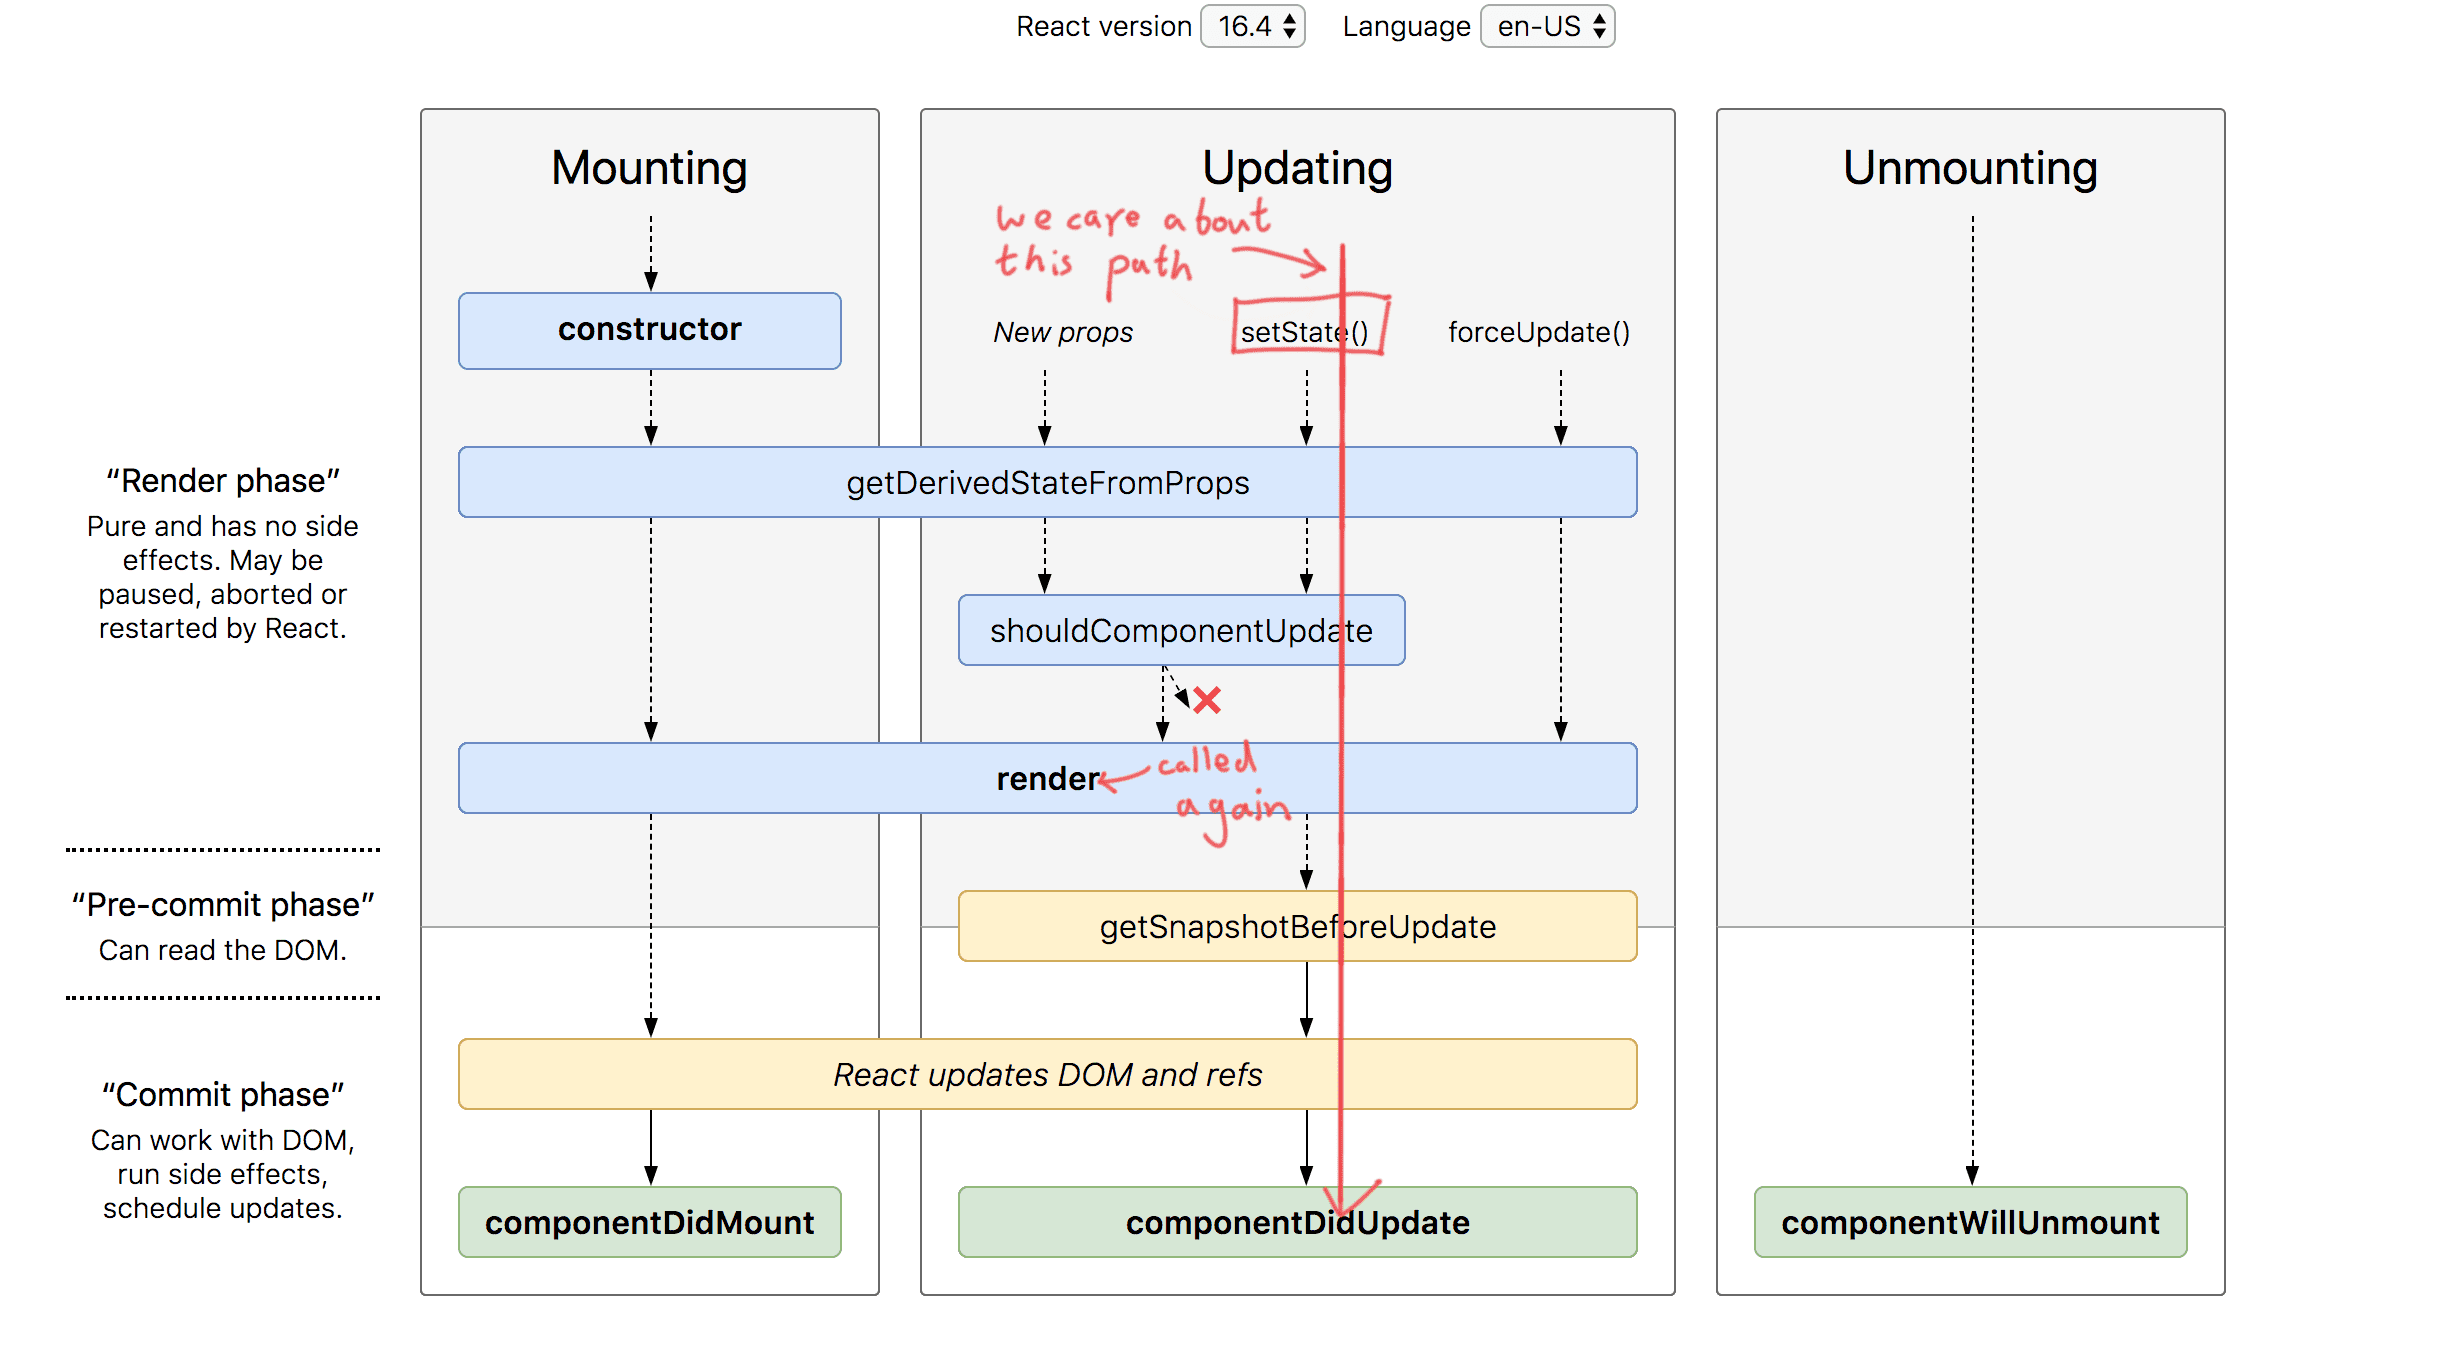 React version 16.4 Language en-US
Mounting
Updating
Unmounting
we care about
this path
constructor
New props
setState()
forceUpdate()
“Render phase”
Pure and has no side
effects. May be
paused, aborted or
restarted by React.
getDerivedStateFromProps
shouldComponentUpdate
render
called
again
“Pre-commit phase”
Can read the DOM.
getSnapshotBeforeUpdate
“Commit phase”
Can work with DOM,
run side effects,
schedule updates.
React updates DOM and refs
componentDidMount
componentDidUpdate
componentWillUnmount